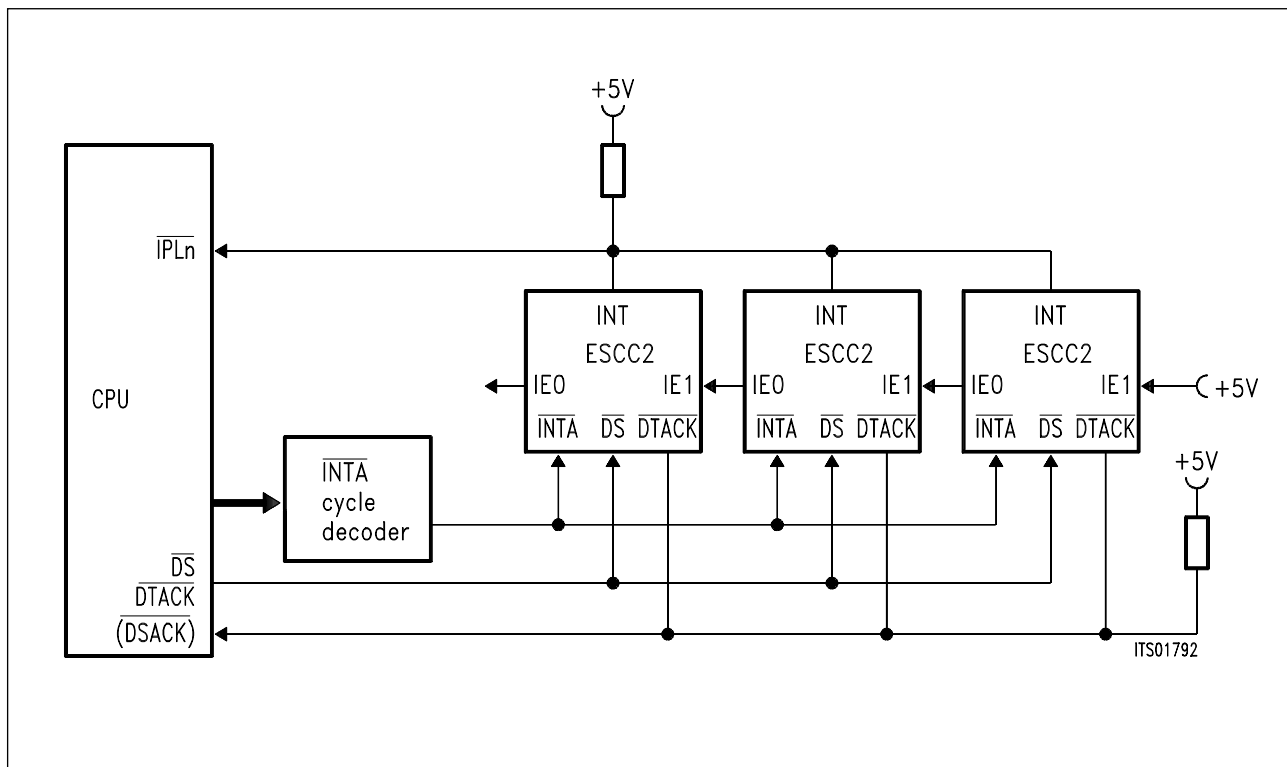 +5V
IPLn
INT
INT
INT
ESCC2
ESCC2
ESCC2
IE0
IE1
IE0
IE1
IE0
IE1
+5V
CPU
INTA
DS
DTACK
INTA
DS
DTACK
INTA
DS
DTACK
INTA
cycle
decoder
+5V
DS
DTACK
(DSACK)
ITS01792